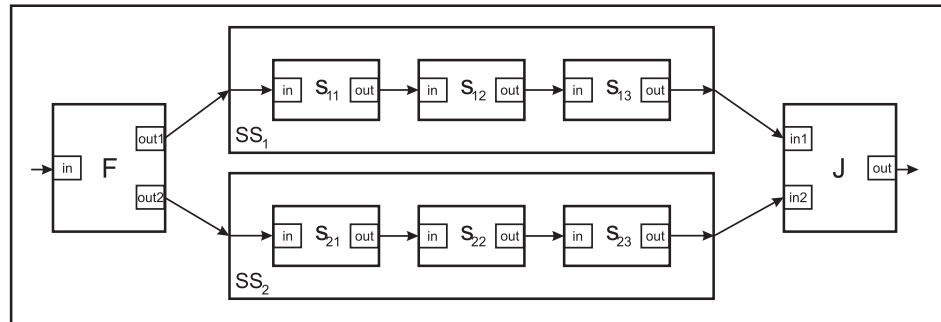 in S11 out in S12 out in S13 out
SS1
out1
in F
out2
in1
J out
in2
in S21 out in S22 out in S23 out
SS2